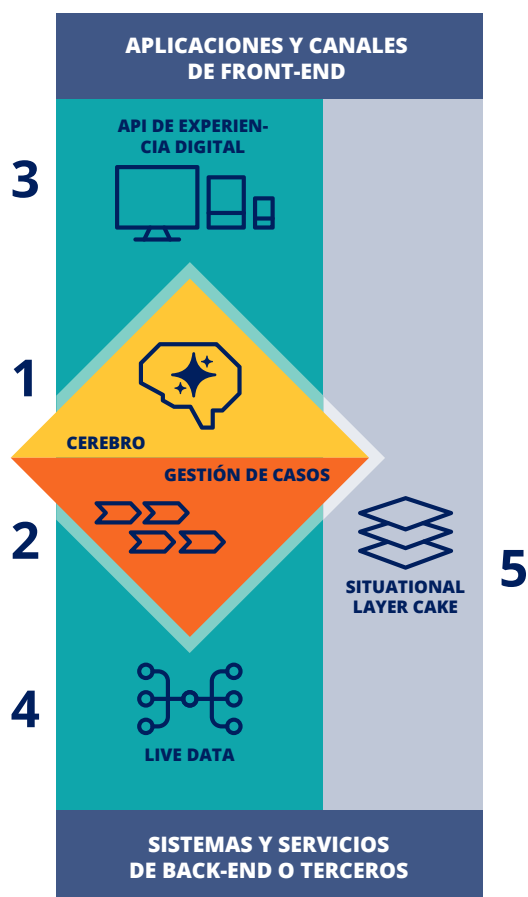 APLICACIONES Y CANALES
DE FRONT-END
API DE EXPERIEN-
CIA DIGITAL
3
1
CEREBRO
GESTIÓN DE CASOS
2
SITUATIONAL
LAYER CAKE
5
4
LIVE DATA
SISTEMAS Y SERVICIOS
DE BACK-END O TERCEROS